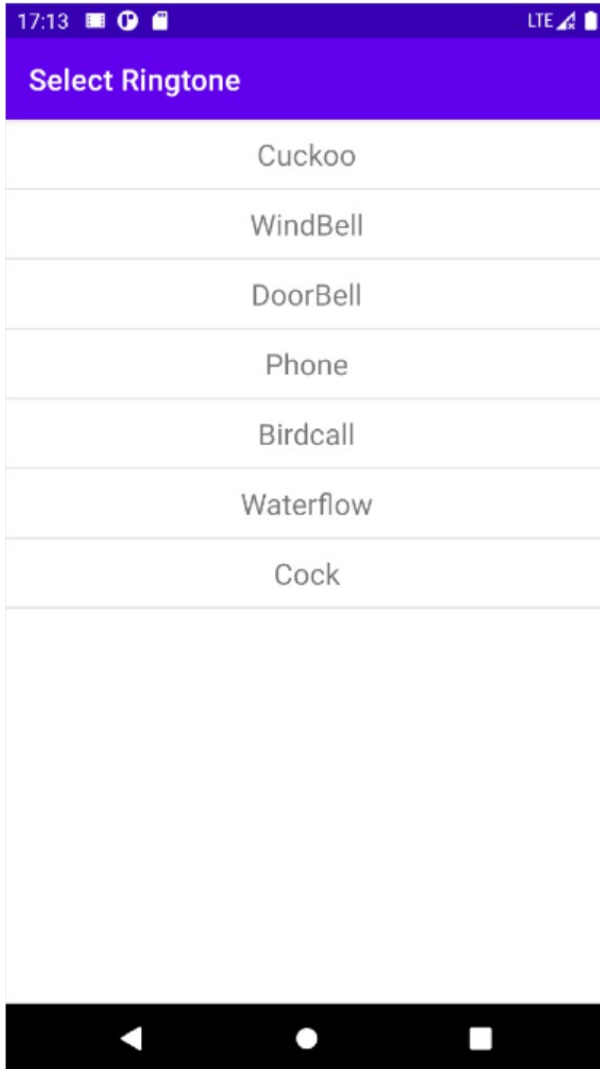 17:13 LTE
Select Ringtone
Cuckoo
WindBell
DoorBell
Phone
Birdcall
Waterflow
Cock